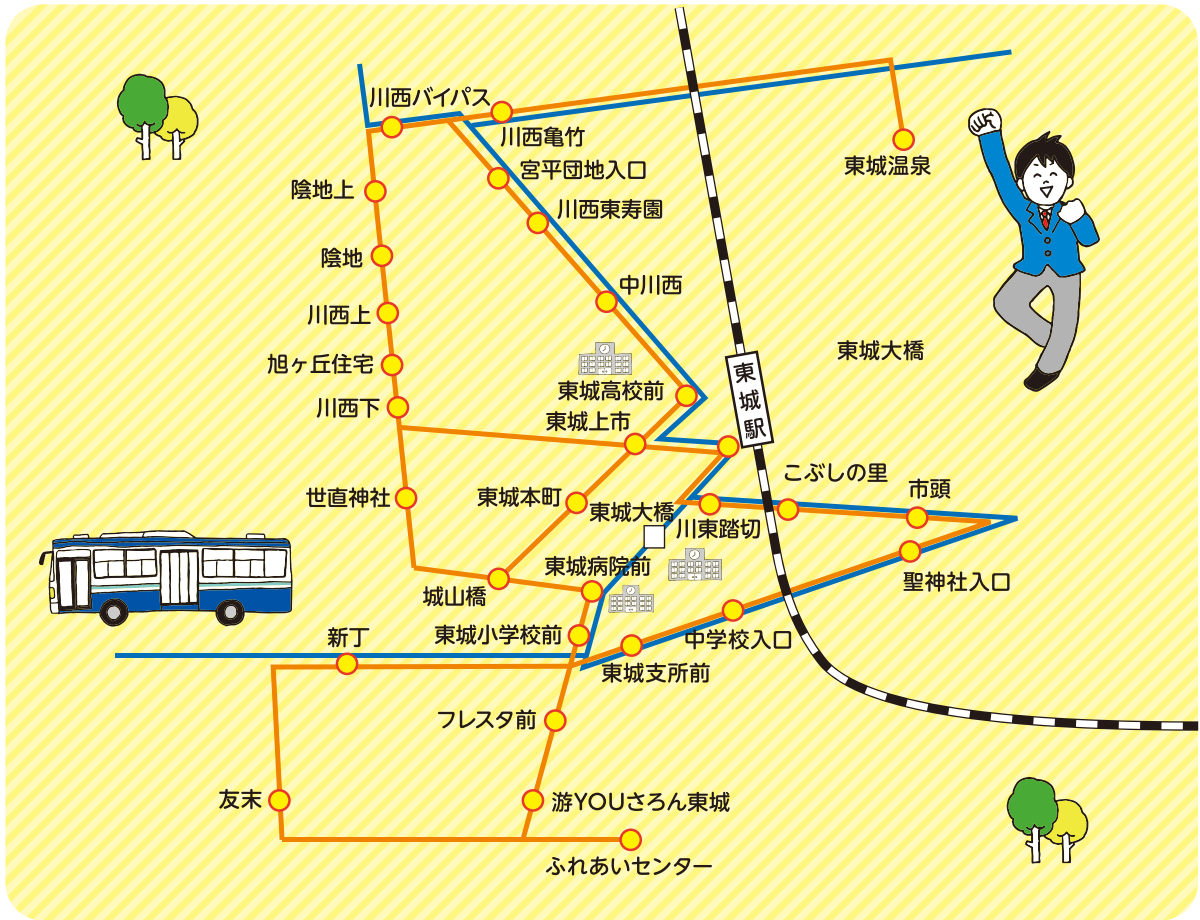 川西バイパス
川西亀竹
東城温泉
宮平団地入口
陰地上
川西東寿園
陰地
中川西
川西上
東城大橋
旭ヶ丘住宅
東城高校前
東城駅
川西下
東城上市
こぶしの里
市頭
世直神社
東城本町
東城大橋
川東踏切
東城病院前
聖神社入口
城山橋
東城小学校前
中学校入口
新丁
東城支所前
フレスタ前
友末
游YOUさろん東城
ふれあいセンター